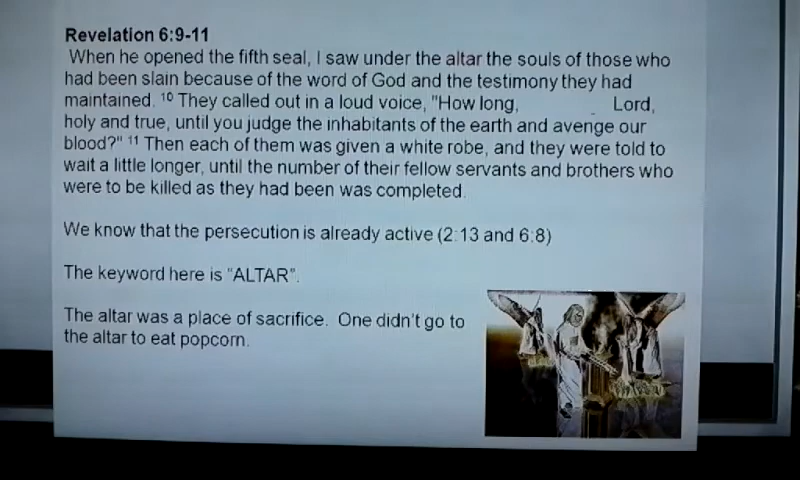 Revelation 6:9-11
When he opened the fifth seal, I saw under the altar the souls of those who
had been slain because of the word of God and the testimony they had
maintained. 10 They called out in a loud voice, "How long, Lord,
holy and true, until you judge the inhabitants of the earth and avenge our
blood?" 11 Then each of them was given a white robe, and they were told to
wait a little longer, until the number of their fellow servants and brothers who
were to be killed as they had been was completed.
We know that the persecution is already active (2:13 and 6:8)
The keyword here is "ALTAR".
The altar was a place of sacrifice. One didn't go to
the altar to eat popcorn.